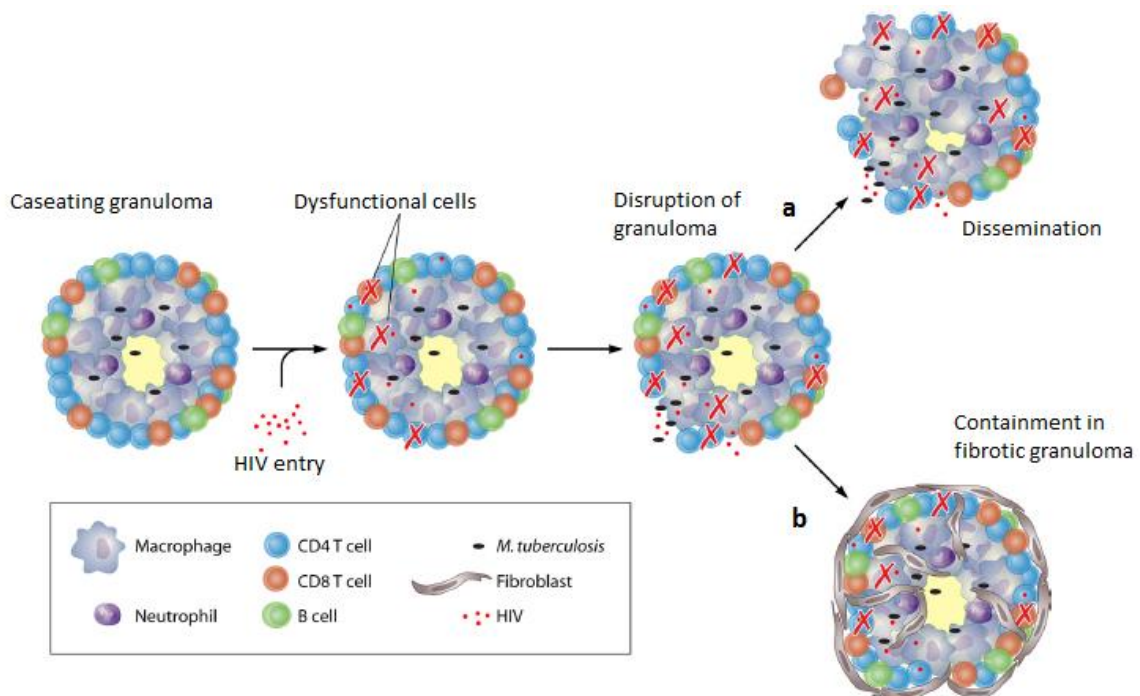 Caseating granuloma
Dysfunctional cells
HIV entry
Disruption of
granuloma
a
Dissemination
b
Containment in
fibrotic granuloma
Macrophage
Neutrophil
CD4 T cell
CD8 T cell
B cell
M. tuberculosis
Fibroblast
HIV